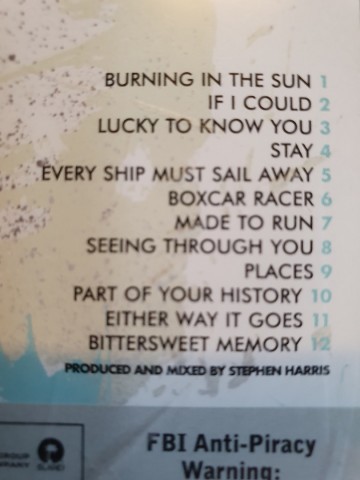 BURNING IN THE SUN 1
IF I COULD 2
LUCKY TO KNOW YOU 3
STAY 4
EVERY SHIP MUST SAIL AWAY 5
BOXCAR RACER 6
MADE TO RUN 7
SEEING THROUGH YOU 8
PLACES 9
PART OF YOUR HISTORY 10
EITHER WAY IT GOES 11
BITTERSWEET MEMORY 12
PRODUCED AND MIXED BY STEPHEN HARRIS
FBI Anti-Piracy
Warning: